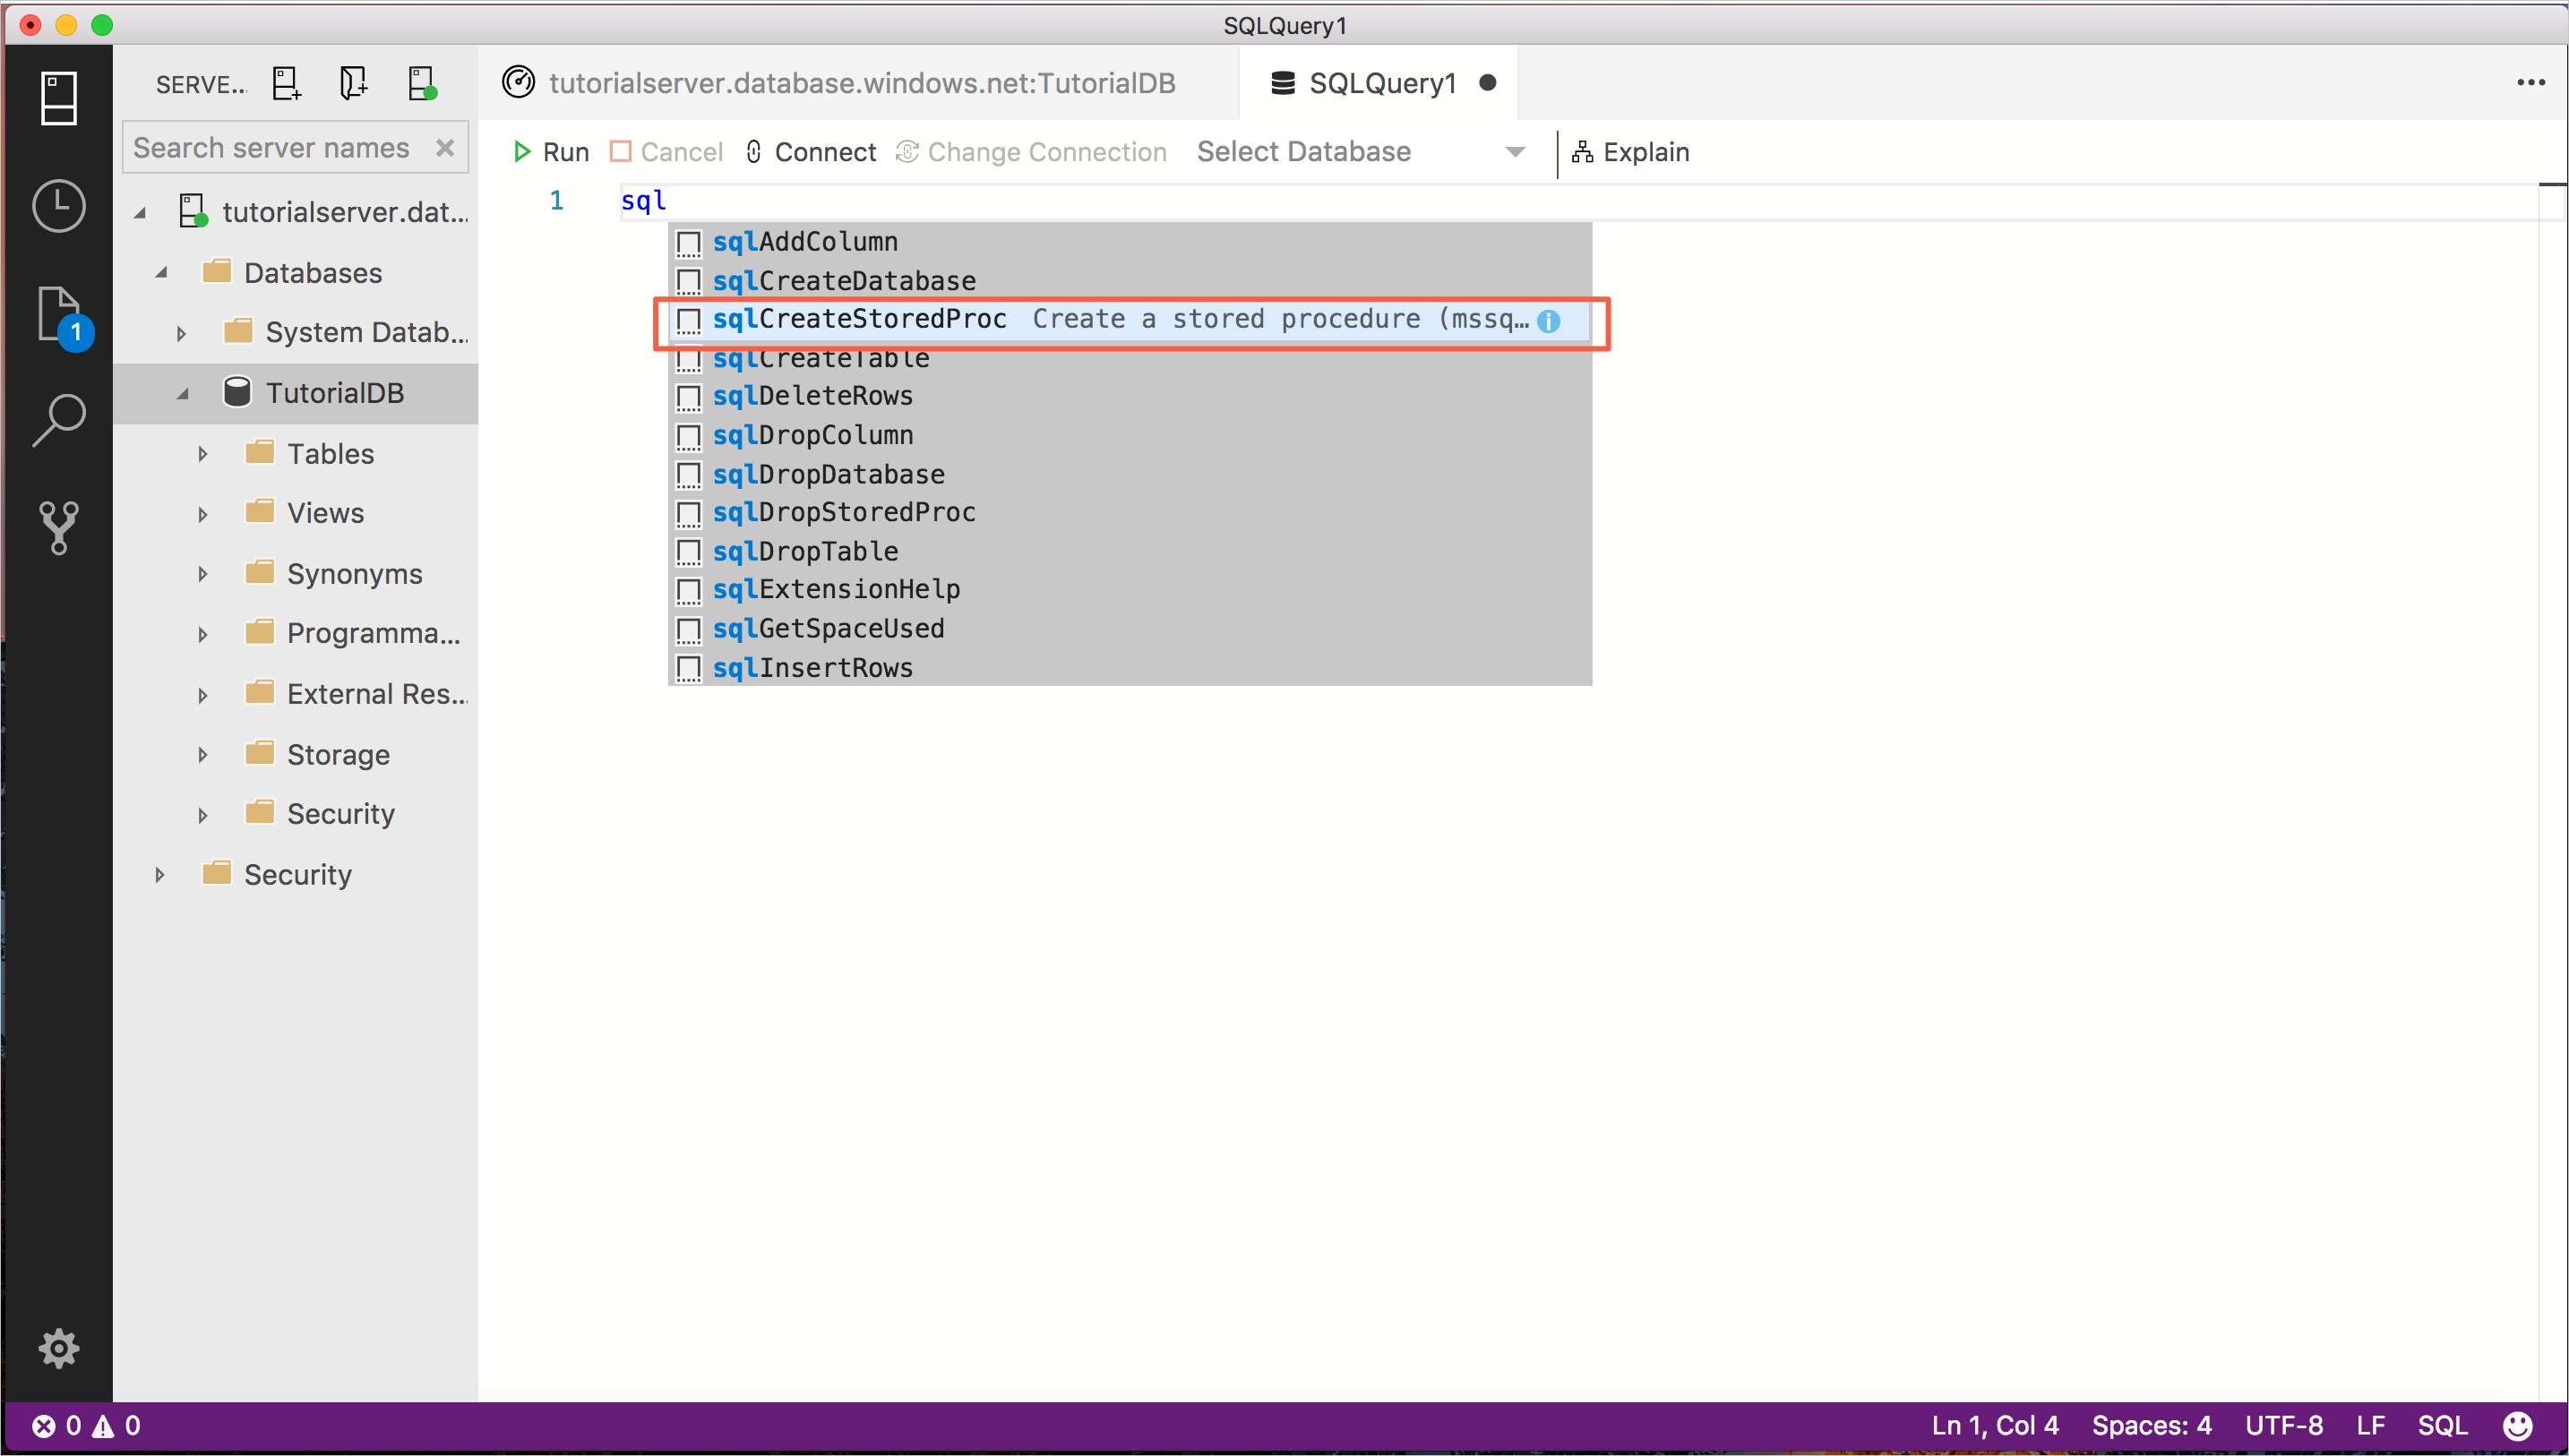 SQLQuery1
SERVE...
tutorialserver.database.windows.net:TutorialDB
SQLQuery1
Search server names
Run
Cancel
Connect
Change Connection
Select Database
Explain
tutorialserver.dat...
Databases
System Datab...
TutorialDB
Tables
Views
Synonyms
Programma...
External Res...
Storage
Security
Security
1
1 sql
sqlAddColumn
sqlCreateDatabase
sqlCreateStoredProc Create a stored procedure (mssq...
sqlCreateTable
sqlDeleteRows
sqlDropColumn
sqlDropDatabase
sqlDropStoredProc
sqlDropTable
sqlExtensionHelp
sqlGetSpaceUsed
sqlInsertRows
0 0
Ln 1, Col 4
Spaces: 4
UTF-8
LF
SQL